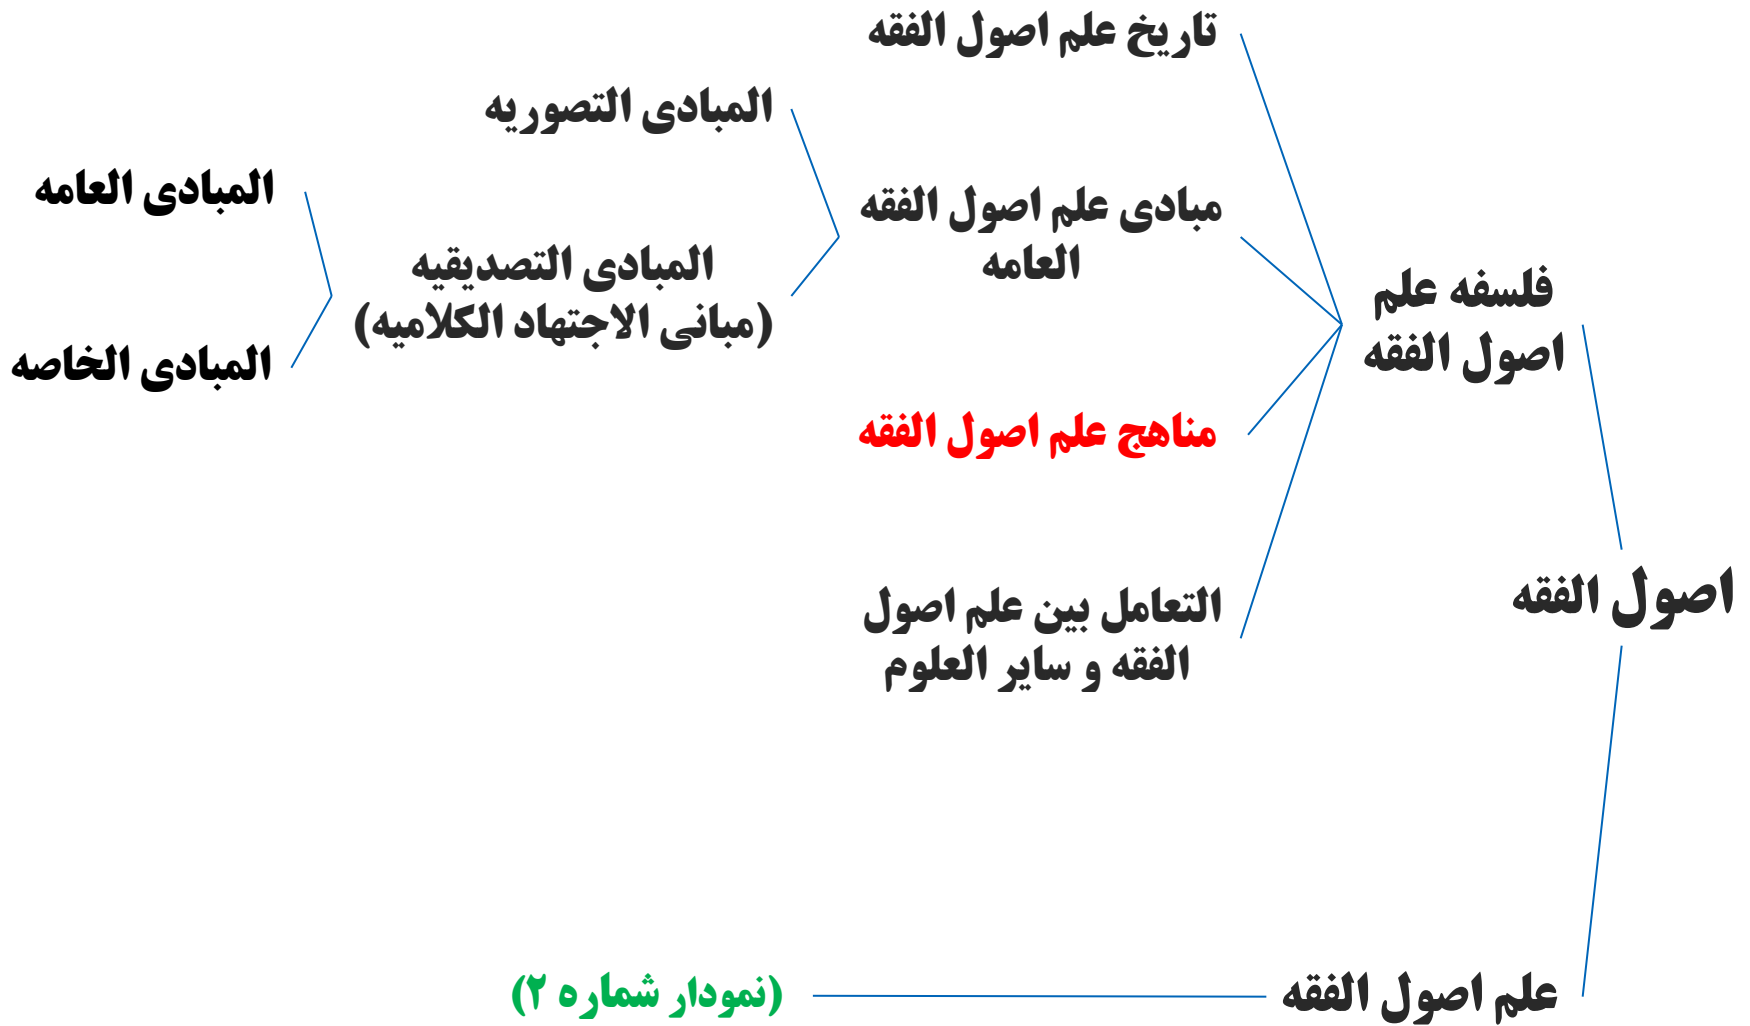 تاریخ علم اصول الفقه
المبادی التصوریه
المبادی العامه
مبادی علم اصول الفقه
العامه
المبادی التصدیقیه
(مبانی الاجتهاد الکلامیه)
فلسفه علم
اصول الفقه
المبادی الخاصه
مناهج علم اصول الفقه
اصول الفقه
التعامل بین علم اصول
الفقه و سایر العلوم
علم اصول الفقه
(نمودار شماره ۲)